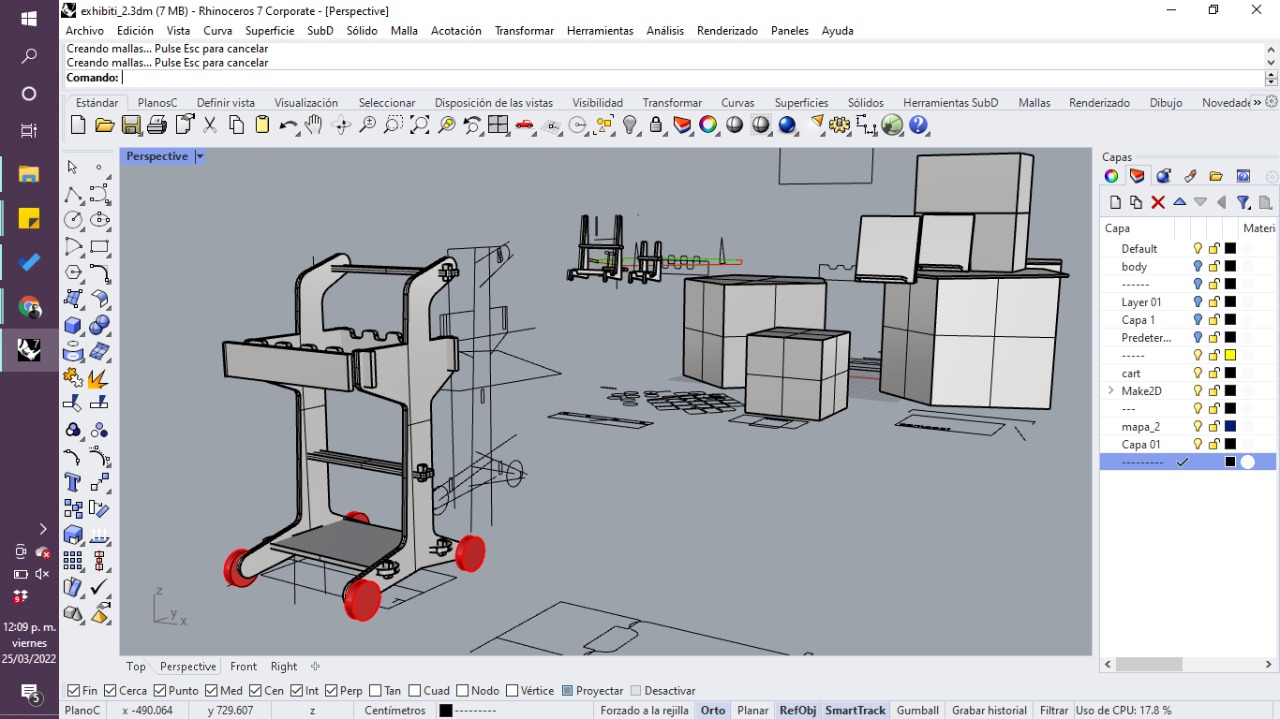 exhibiti_2.3dm (7 MB) - Rhinoceros 7 Corporate - [Perspective]
Archivo Edición Vista Curva Superficie SubD Sólido Malla Acotación Transformar Herramientas Análisis Renderizado Paneles Ayuda
Creando mallas... Pulse Esc para cancelar
Creando mallas... Pulse Esc para cancelar
Comando:
Estándar PlanosC Definir vista Visualización Seleccionar Disposición de las vistas Visibilidad Transformar Curvas Superficies Sólidos Herramientas SubD Mallas Renderizado Dibujo Novedade »
Perspective
Capas
Capa Materi
Default
body
------
Layer 01
Capa 1
Predeter...
-----
cart
Make2D
---
mapa_2
Capa 01
---------
z
y
x
9
12:09 p. m.
viernes
25/03/2022
5
Top Perspective Front Right
Fin Cerca Punto Med Cen Int Perp Tan Cuad Nodo Vértice Proyectar Desactivar
PlanoC x -490.064 y 729.607 z Centímetros --------- Forzado a la rejilla Orto Planar RefObj SmartTrack Gumball Grabar historial Filtrar Uso de CPU: 17.8 %